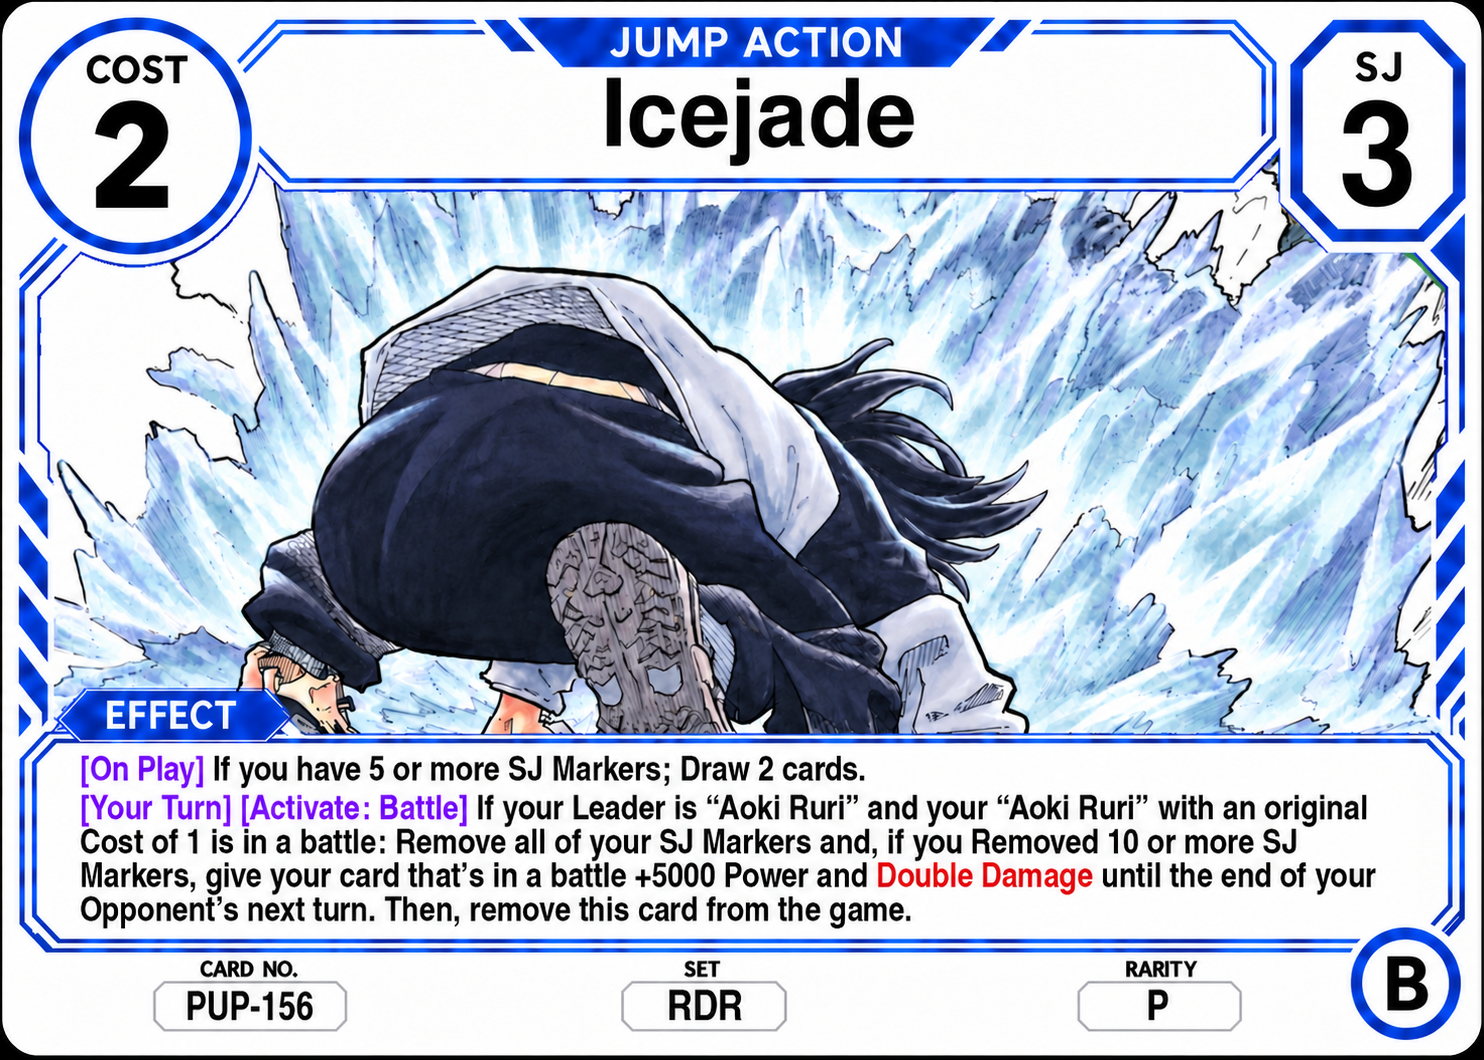 JUMP ACTION
COST
2
Icejade
SJ
3
EFFECT
[On Play] If you have 5 or more SJ Markers; Draw 2 cards.
[Your Turn] [Activate: Battle] If your Leader is “Aoki Ruri” and your “Aoki Ruri” with an original
Cost of 1 is in a battle: Remove all of your SJ Markers and, if you Removed 10 or more SJ
Markers, give your card that’s in a battle +5000 Power and Double Damage until the end of your
Opponent’s next turn. Then, remove this card from the game.
CARD NO.
PUP-156
SET
RDR
RARITY
P
B